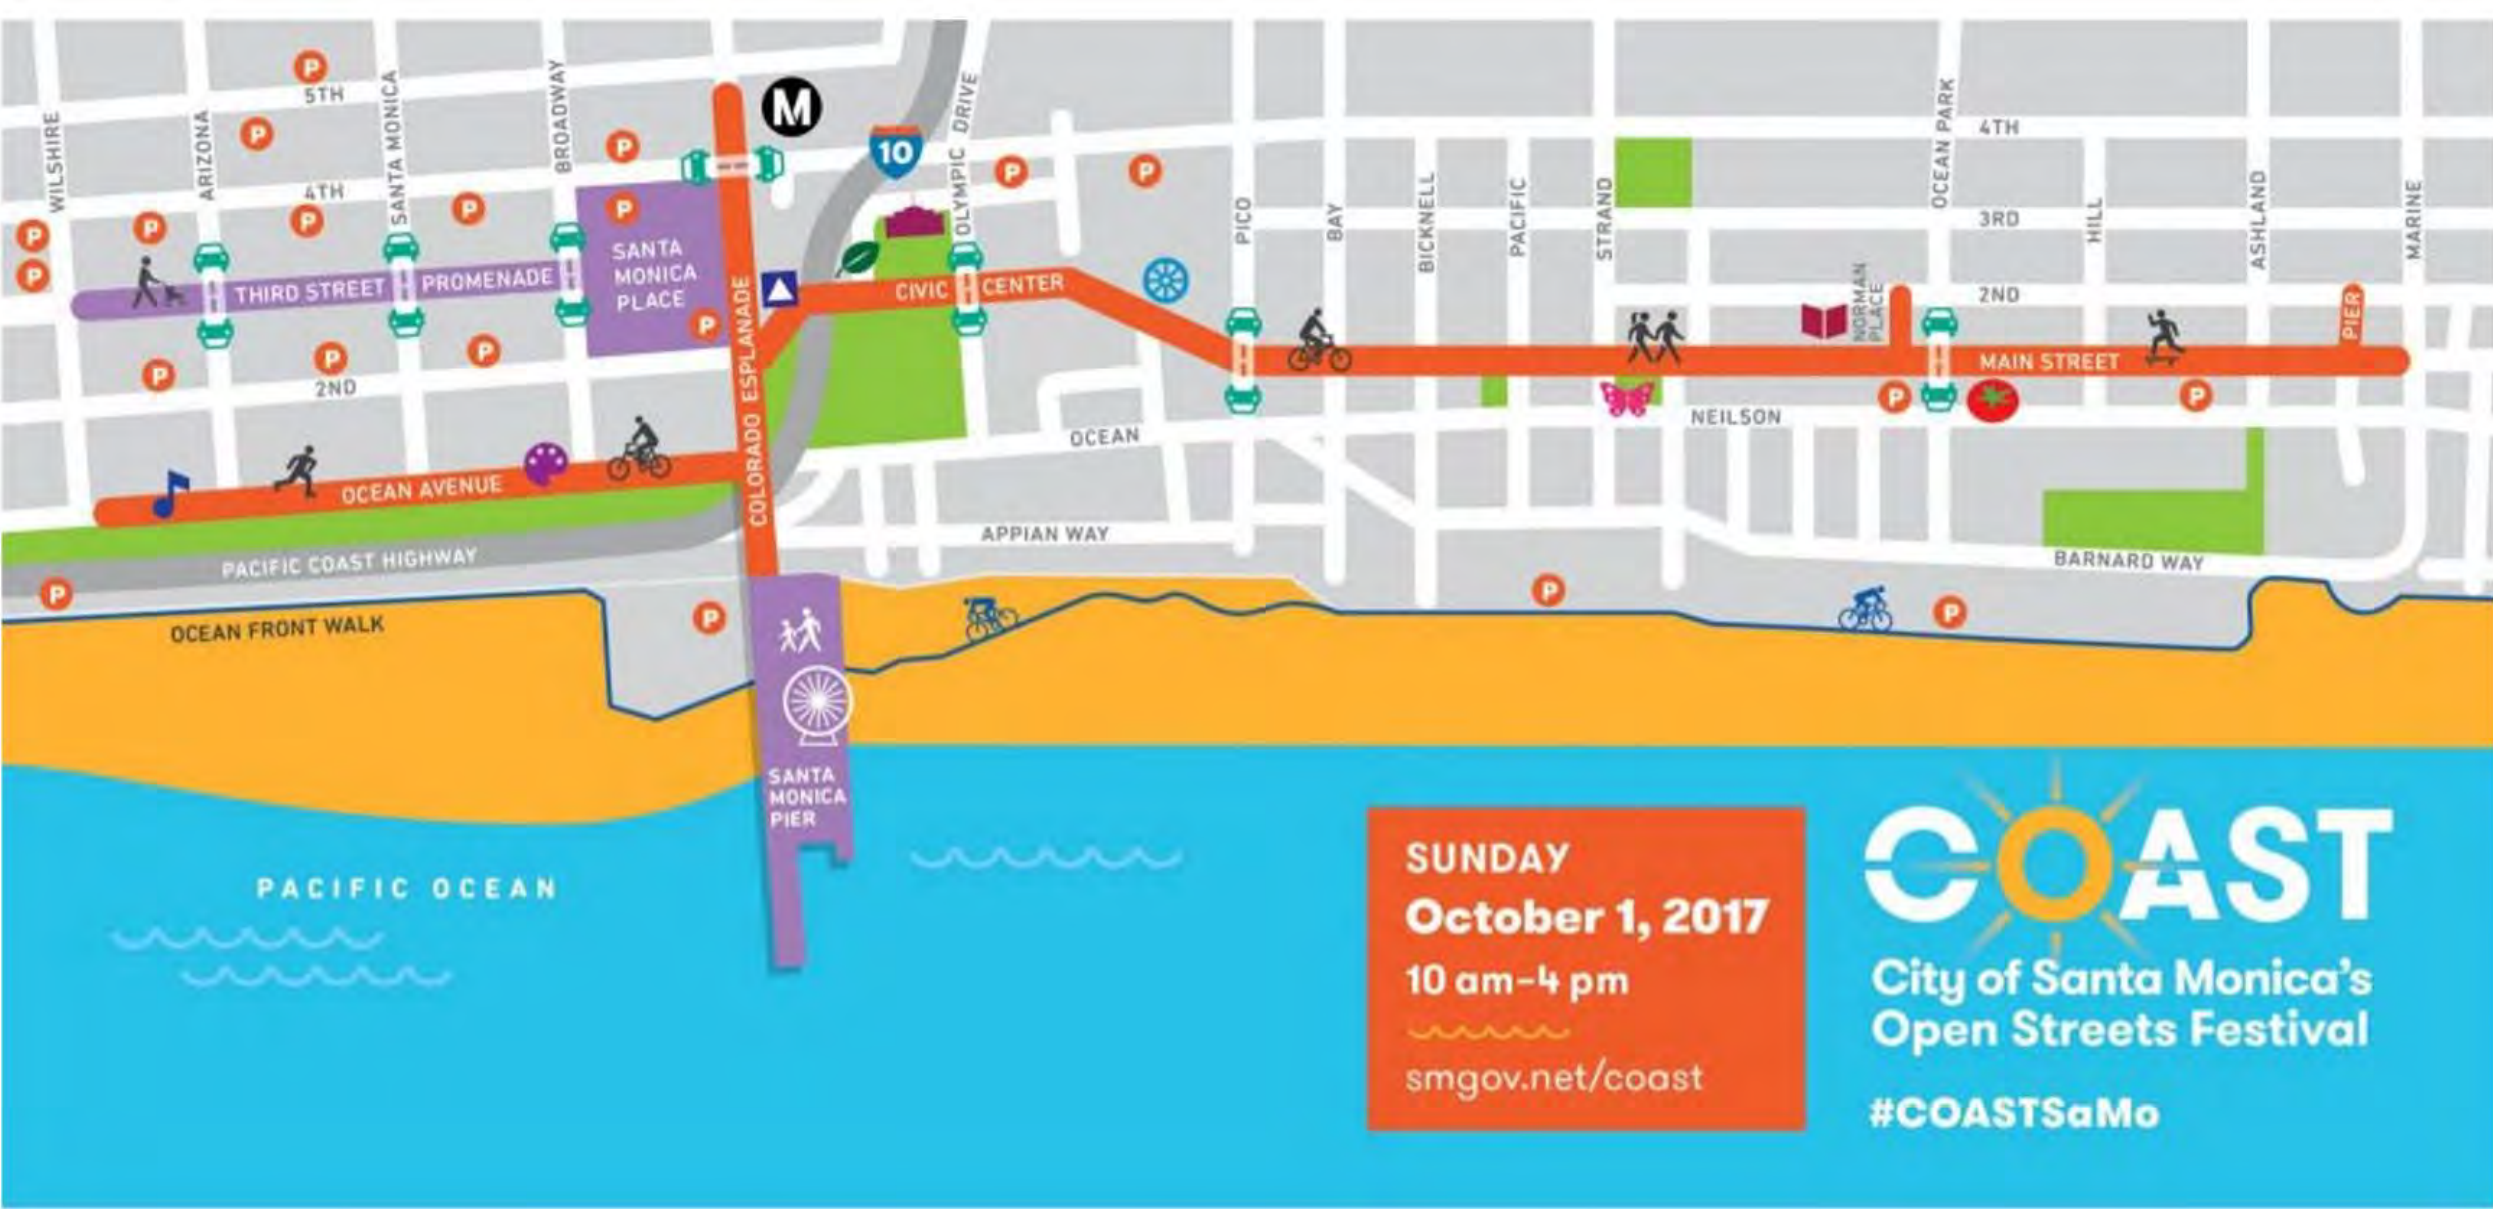 5TH
4TH
2ND
WILSHIRE
ARIZONA
SANTA MONICA
BROADWAY
P
P
P
P
P
P
P
P
P
P
P
P
P
P
M
10
OLYMPIC DRIVE
P
P
THIRD STREET
PROMENADE
SANTA
MONICA
PLACE
COLORADO ESPLANADE
CIVIC
CENTER
OCEAN AVENUE
PACIFIC COAST HIGHWAY
OCEAN FRONT WALK
P
P
OCEAN
APPIAN WAY
PICO
BAY
BICKNELL
PACIFIC
STRAND
OCEAN PARK
HILL
ASHLAND
MARINE
4TH
3RD
2ND
NORMAN
PLACE
PIER
MAIN STREET
NEILSON
P
P
BARNARD WAY
P
P
SANTA
MONICA
PIER
PACIFIC OCEAN
SUNDAY
October 1, 2017
10 am–4 pm
smgov.net/coast
COAST
City of Santa Monica's
Open Streets Festival
#COASTSaMo